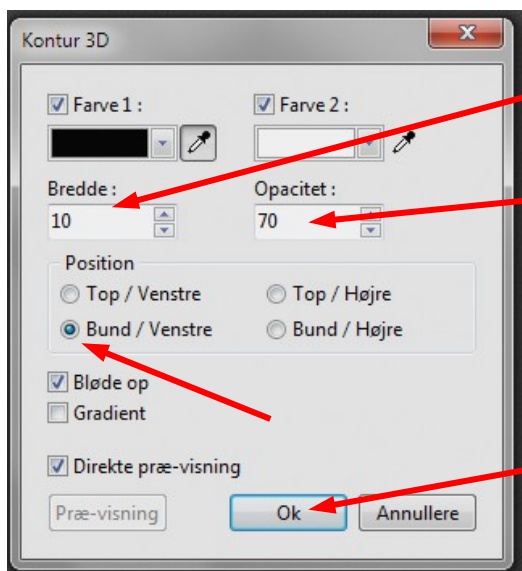 Kontur 3D
Farve 1 : Farve 2 :
Bredde : Opacitet :
10 70
Position
Top / Venstre Top / Højre
Bund / Venstre Bund / Højre
Bløde op
Gradient
Direkte præ-visning
Præ-visning Ok Annullere